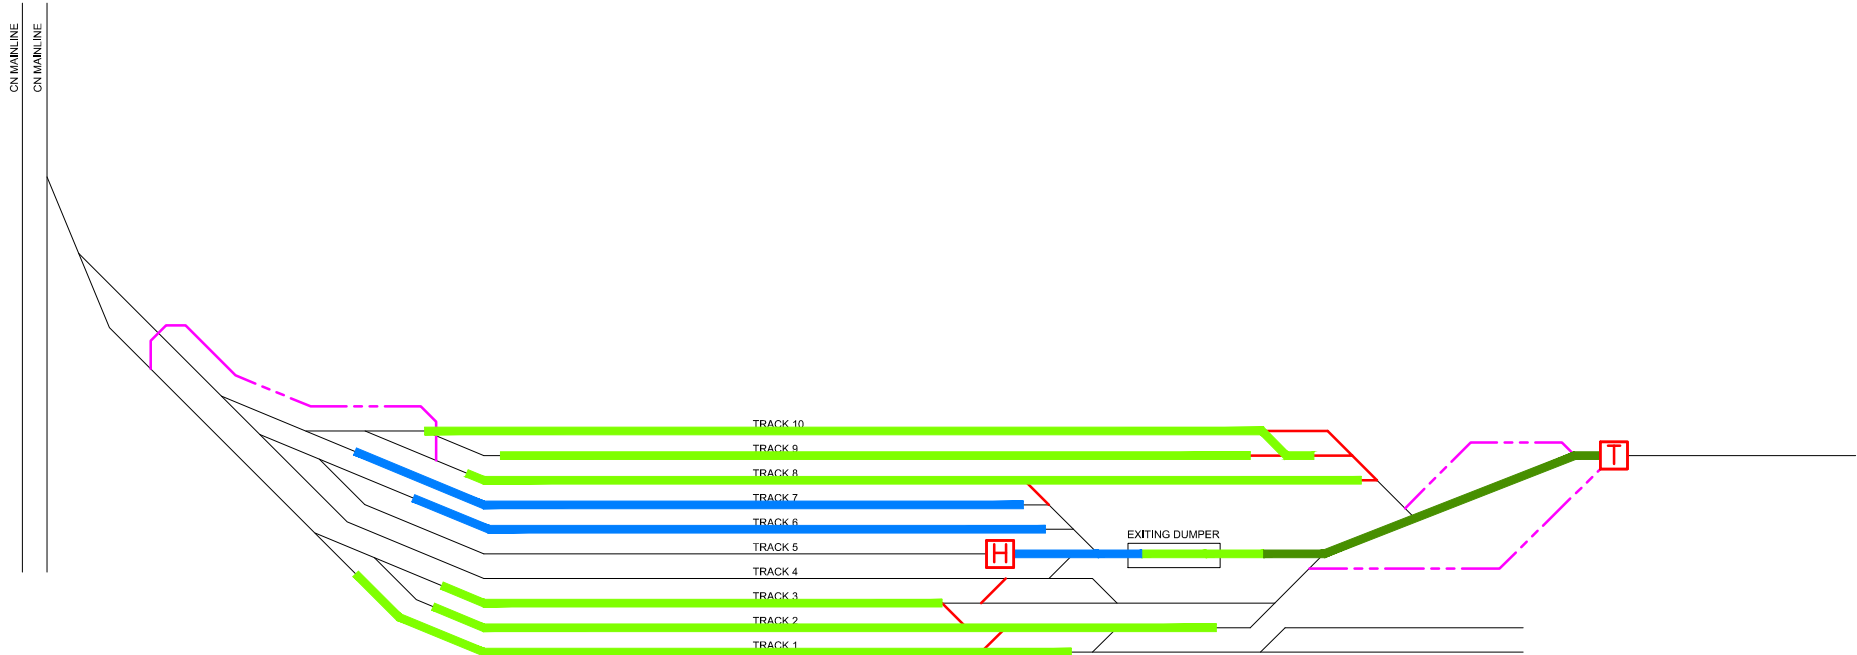 CN MAINLINE
CN MAINLINE
TRACK 10
TRACK 9
TRACK 8
TRACK 7
TRACK 6
TRACK 5
TRACK 4
TRACK 3
TRACK 2
TRACK 1
H
EXITING DUMPER
T